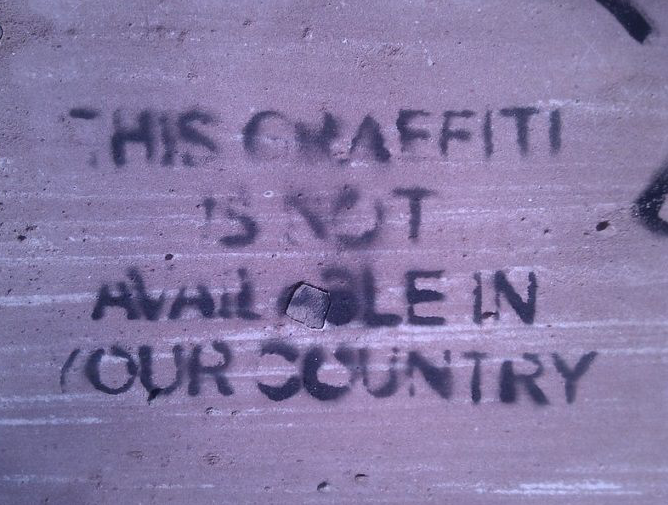 THIS GRAFFITI
IS NOT
AVAILABLE IN
YOUR COUNTRY